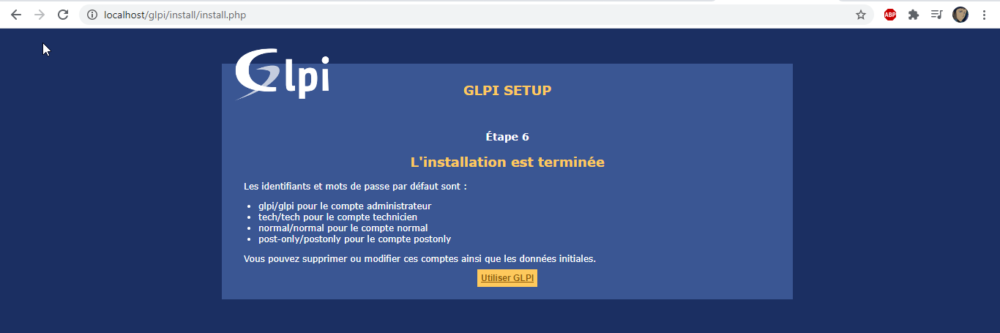 localhost/glpi/install/install.php
ABP
Glpi
GLPI SETUP
Étape 6
L'installation est terminée
Les identifiants et mots de passe par défaut sont :
glpi/glpi pour le compte administrateur
tech/tech pour le compte technicien
normal/normal pour le compte normal
post-only/postonly pour le compte postonly
Vous pouvez supprimer ou modifier ces comptes ainsi que les données initiales.
Utiliser GLPI